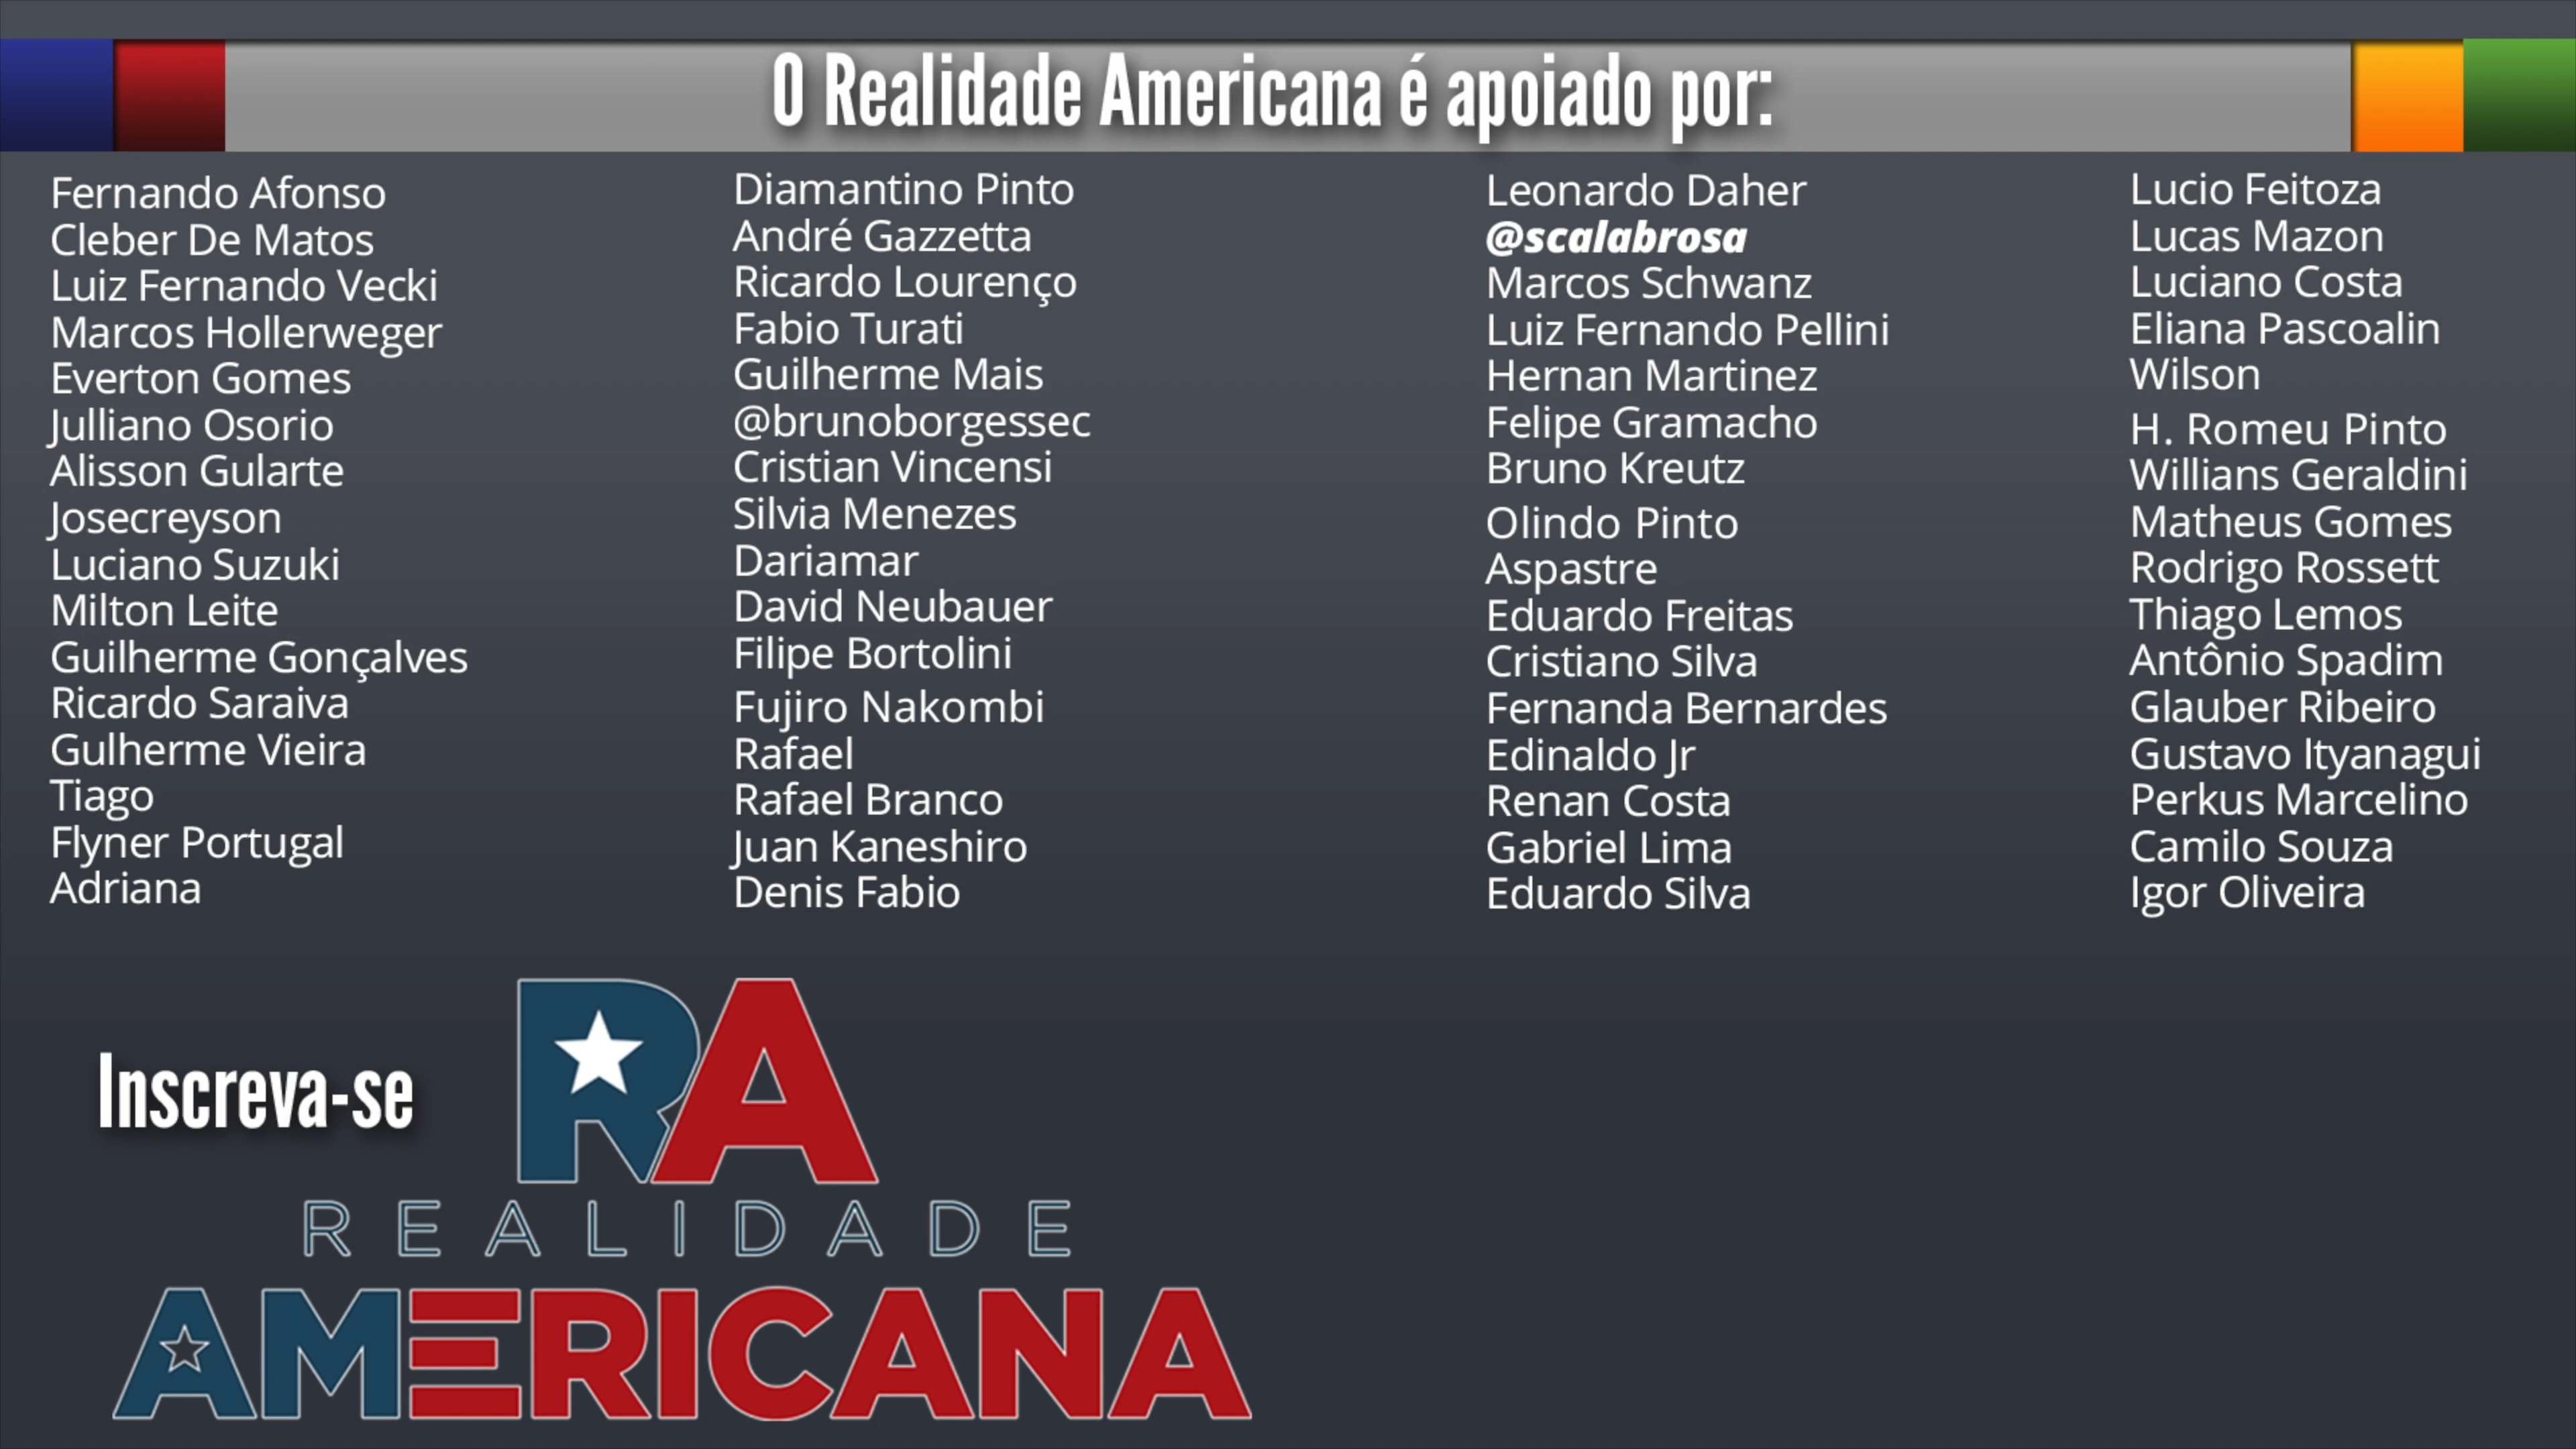 O Realidade Americana é apoiado por:
Fernando Afonso
Cleber De Matos
Luiz Fernando Vecki
Marcos Hollerweger
Everton Gomes
Julliano Osorio
Alisson Gularte
Josecreyson
Luciano Suzuki
Milton Leite
Guilherme Gonçalves
Ricardo Saraiva
Gulherme Vieira
Tiago
Flyner Portugal
Adriana
Diamantino Pinto
André Gazzetta
Ricardo Lourenço
Fabio Turati
Guilherme Mais
@brunoborgessec
Cristian Vincensi
Silvia Menezes
Dariamar
David Neubauer
Filipe Bortolini
Fujiro Nakombi
Rafael
Rafael Branco
Juan Kaneshiro
Denis Fabio
Leonardo Daher
@scalabrosa
Marcos Schwanz
Luiz Fernando Pellini
Hernan Martinez
Felipe Gramacho
Bruno Kreutz
Olindo Pinto
Aspastre
Eduardo Freitas
Cristiano Silva
Fernanda Bernardes
Edinaldo Jr
Renan Costa
Gabriel Lima
Eduardo Silva
Lucio Feitoza
Lucas Mazon
Luciano Costa
Eliana Pascoalin
Wilson
H. Romeu Pinto
Willians Geraldini
Matheus Gomes
Rodrigo Rossett
Thiago Lemos
Antônio Spadim
Glauber Ribeiro
Gustavo Ityanagui
Perkus Marcelino
Camilo Souza
Igor Oliveira
Inscreva-se
RA
REALIDADE
AMERICANA